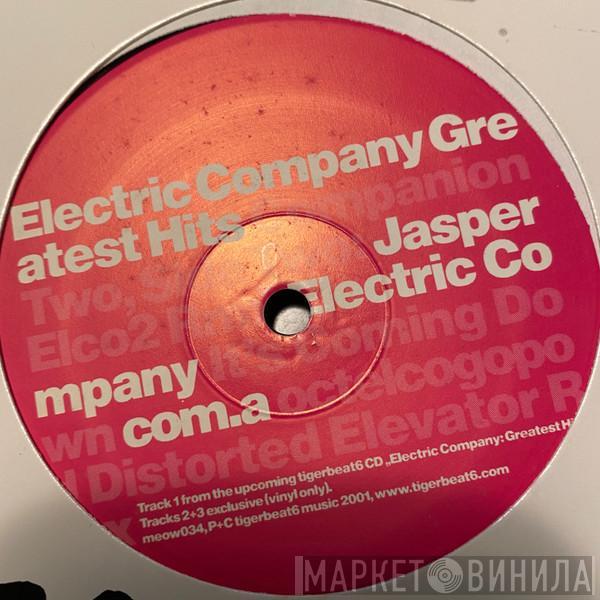 Electric Company Gre
atest Hits Companion
Jasper
Two, S
Electric Co
Elco2 R
mpany It's Coming Do
wn com.a octelcogopo
l Distorted Elevator R
x
Track 1 from the upcoming tigerbeat6 CD „Electric Company: Greatest Hi
Tracks 2+3 exclusive (vinyl only).
meow034, P+C tigerbeat6 music 2001, www.tigerbeat6.com
МАРКЕТ ВИНИЛА